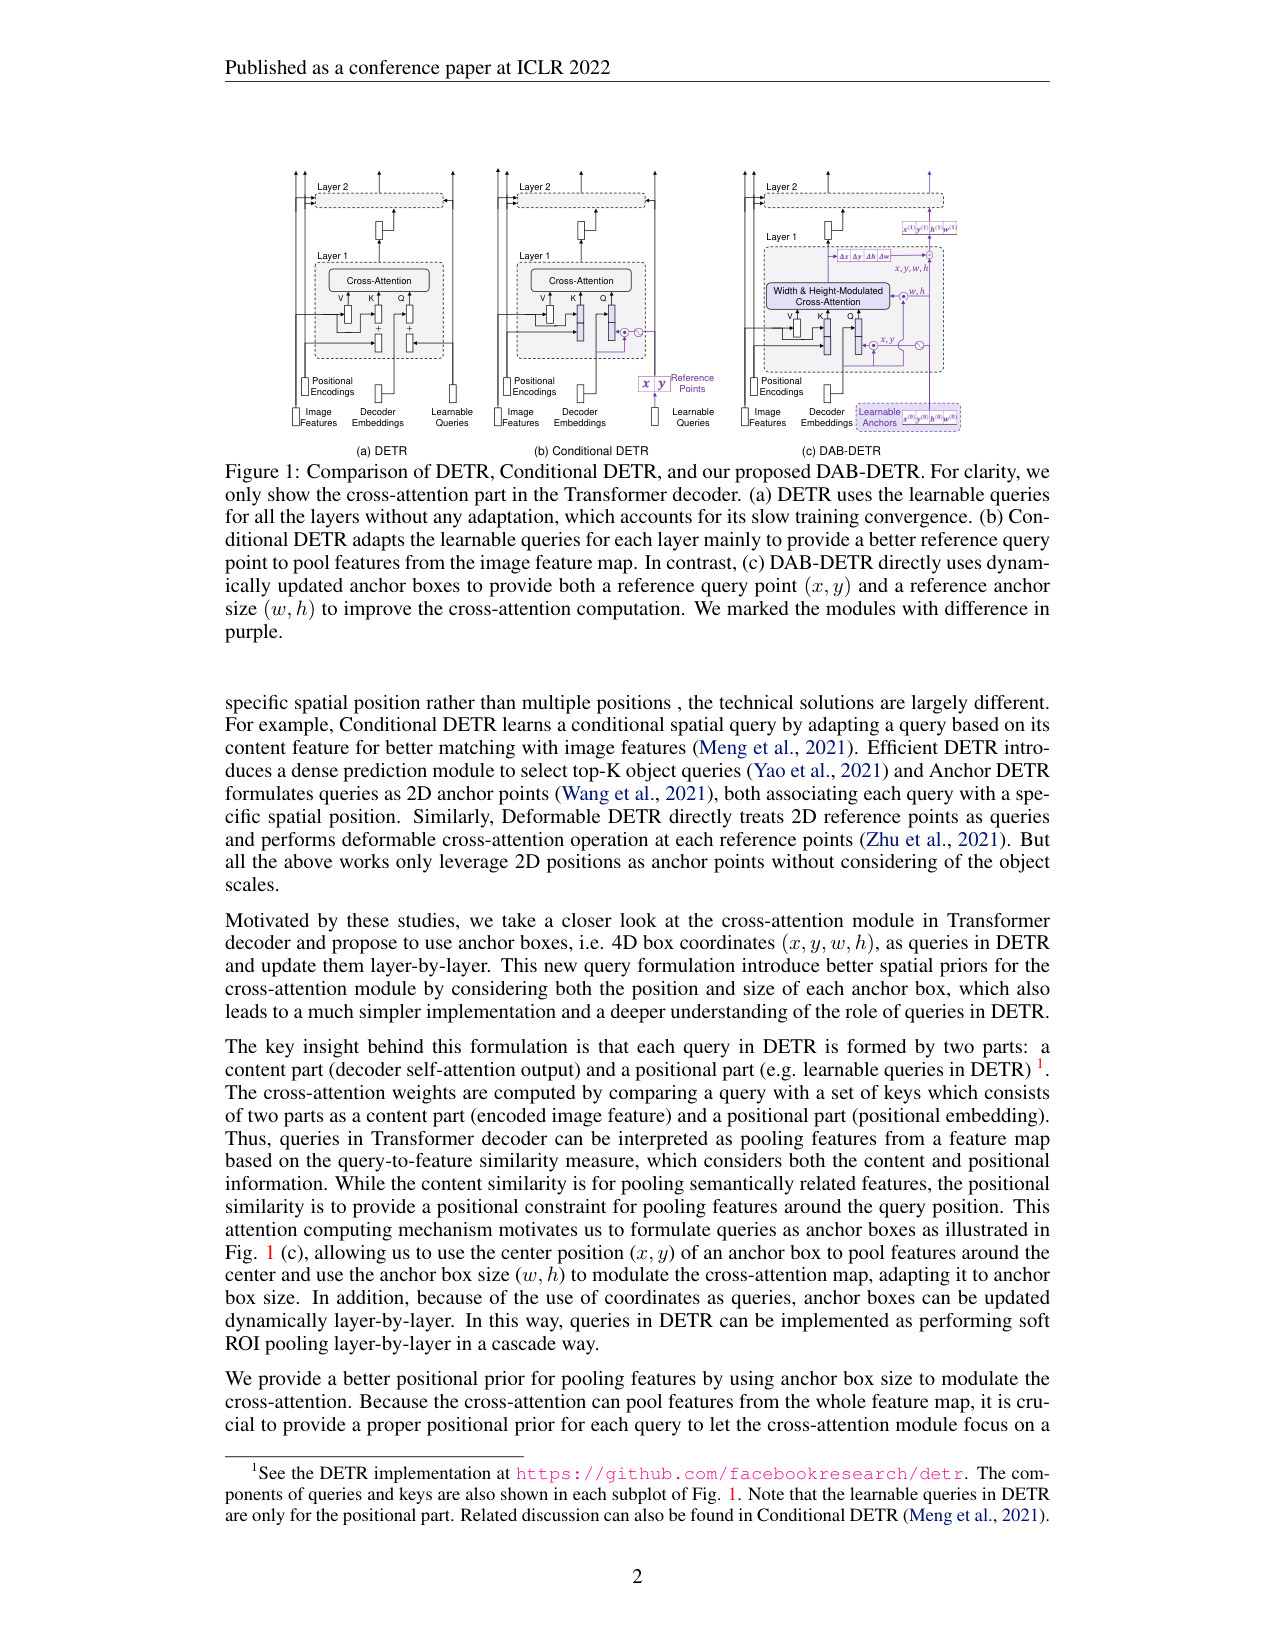 Published as a conference paper at ICLR 2022
Layer 2
Layer 1
Cross-Attention
V K Q
+ +
Positional
Encodings
Image
Features
Decoder
Embeddings
Learnable
Queries
(a) DETR
Layer 2
Layer 1
Cross-Attention
V K Q
Positional
Encodings
x y
Reference
Points
Image
Features
Decoder
Embeddings
Learnable
Queries
(b) Conditional DETR
Layer 2
x⁽¹⁾ y⁽¹⁾ h⁽¹⁾ w⁽¹⁾
Layer 1
Δx Δy Δh Δw
+
x, y, w, h
Width & Height-Modulated
Cross-Attention
w, h
V K Q
x, y
Positional
Encodings
Image
Features
Decoder
Embeddings
Learnable
Anchors
x⁽⁰⁾ y⁽⁰⁾ h⁽⁰⁾ w⁽⁰⁾
(c) DAB-DETR
Figure 1: Comparison of DETR, Conditional DETR, and our proposed DAB-DETR. For clarity, we
only show the cross-attention part in the Transformer decoder. (a) DETR uses the learnable queries
for all the layers without any adaptation, which accounts for its slow training convergence. (b) Con-
ditional DETR adapts the learnable queries for each layer mainly to provide a better reference query
point to pool features from the image feature map. In contrast, (c) DAB-DETR directly uses dynam-
ically updated anchor boxes to provide both a reference query point (x, y) and a reference anchor
size (w, h) to improve the cross-attention computation. We marked the modules with difference in
purple.
specific spatial position rather than multiple positions , the technical solutions are largely different.
For example, Conditional DETR learns a conditional spatial query by adapting a query based on its
content feature for better matching with image features (Meng et al., 2021). Efficient DETR intro-
duces a dense prediction module to select top-K object queries (Yao et al., 2021) and Anchor DETR
formulates queries as 2D anchor points (Wang et al., 2021), both associating each query with a spe-
cific spatial position. Similarly, Deformable DETR directly treats 2D reference points as queries
and performs deformable cross-attention operation at each reference points (Zhu et al., 2021). But
all the above works only leverage 2D positions as anchor points without considering of the object
scales.
Motivated by these studies, we take a closer look at the cross-attention module in Transformer
decoder and propose to use anchor boxes, i.e. 4D box coordinates (x, y, w, h), as queries in DETR
and update them layer-by-layer. This new query formulation introduce better spatial priors for the
cross-attention module by considering both the position and size of each anchor box, which also
leads to a much simpler implementation and a deeper understanding of the role of queries in DETR.
The key insight behind this formulation is that each query in DETR is formed by two parts: a
content part (decoder self-attention output) and a positional part (e.g. learnable queries in DETR) ¹.
The cross-attention weights are computed by comparing a query with a set of keys which consists
of two parts as a content part (encoded image feature) and a positional part (positional embedding).
Thus, queries in Transformer decoder can be interpreted as pooling features from a feature map
based on the query-to-feature similarity measure, which considers both the content and positional
information. While the content similarity is for pooling semantically related features, the positional
similarity is to provide a positional constraint for pooling features around the query position. This
attention computing mechanism motivates us to formulate queries as anchor boxes as illustrated in
Fig. 1 (c), allowing us to use the center position (x, y) of an anchor box to pool features around the
center and use the anchor box size (w, h) to modulate the cross-attention map, adapting it to anchor
box size. In addition, because of the use of coordinates as queries, anchor boxes can be updated
dynamically layer-by-layer. In this way, queries in DETR can be implemented as performing soft
ROI pooling layer-by-layer in a cascade way.
We provide a better positional prior for pooling features by using anchor box size to modulate the
cross-attention. Because the cross-attention can pool features from the whole feature map, it is cru-
cial to provide a proper positional prior for each query to let the cross-attention module focus on a
¹See the DETR implementation at https://github.com/facebookresearch/detr. The com-
ponents of queries and keys are also shown in each subplot of Fig. 1. Note that the learnable queries in DETR
are only for the positional part. Related discussion can also be found in Conditional DETR (Meng et al., 2021).
2